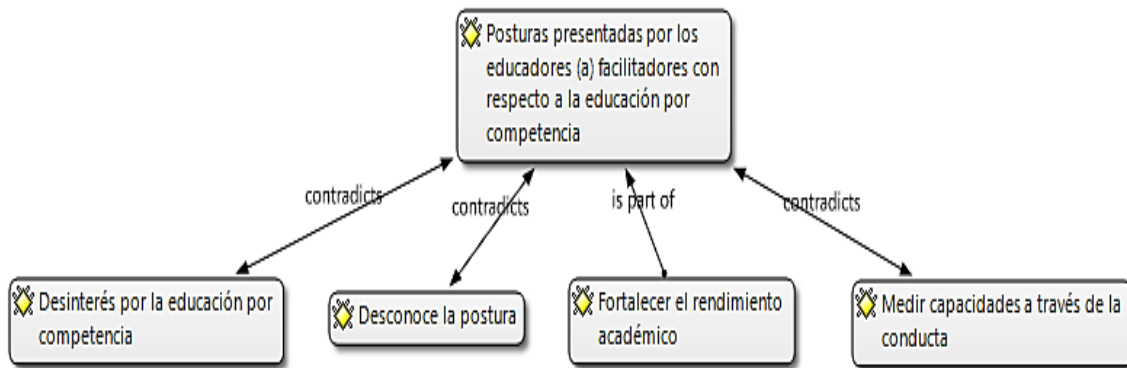 Posturas presentadas por los
educadores (a) facilitadores con
respecto a la educación por
competencia
contradicts
contradicts
is part of
contradicts
Desinterés por la educación por
competencia
Desconoce la postura
Fortalecer el rendimiento
académico
Medir capacidades a través de la
conducta